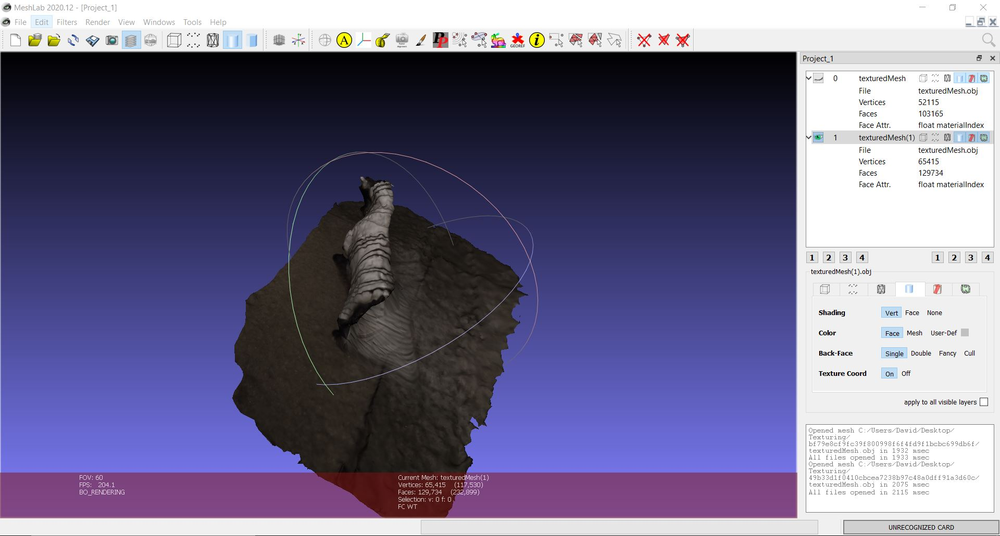 MeshLab 2020.12 - [Project_1]
File Edit Filters Render View Windows Tools Help
A
PP
GEOREF
i
Project_1
0 texturedMesh
File texturedMesh.obj
Vertices 52115
Faces 103165
Face Attr. float materialIndex
1 texturedMesh(1)
File texturedMesh.obj
Vertices 65415
Faces 129734
Face Attr. float materialIndex
1 2 3 4 1 2 3 4
texturedMesh(1).obj
Shading Vert Face None
Color Face Mesh User-Def
Back-Face Single Double Fancy Cull
Texture Coord On Off
apply to all visible layers
Opened mesh C:/Users/Dawid/Desktop/
Texturing/
bf79e8cf9fc39f800998f6f4fd9f1bcbc699db6f/
texturedMesh.obj in 1932 msec
All files opened in 1933 msec
Opened mesh C:/Users/Dawid/Desktop/
Texturing/
49b33d1f0410cbcea7238b97c48a0dff91a3d60c/
texturedMesh.obj in 2075 msec
All files opened in 2115 msec
FOV: 60
FPS: 204.1
BO_RENDERING
Current Mesh: texturedMesh(1)
Vertices: 65,415 (117,530)
Faces: 129,734 (232,899)
Selection: v: 0 f: 0
FC WT
UNRECOGNIZED CARD